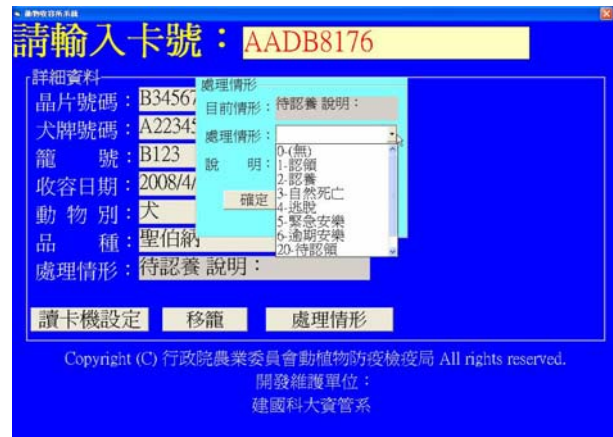 動物收容所系統
請輸入卡號：AADB8176
詳細資料
晶片號碼：B34567
犬牌號碼：A22345
籠　　號：B123
收容日期：2008/4/
動 物 別：犬
品　　種：聖伯納
處理情形：待認養 說明：
處理情形
目前情形：待認養 說明：
處理情形：
0-(無)
1-認領
2-認養
3-自然死亡
4-逃脫
5-緊急安樂
6-逾期安樂
20-待認領
說　　明：
確定
讀卡機設定　移籠　處理情形
Copyright (C) 行政院農業委員會動植物防疫檢疫局 All rights reserved.
開發維護單位：
建國科大資管系